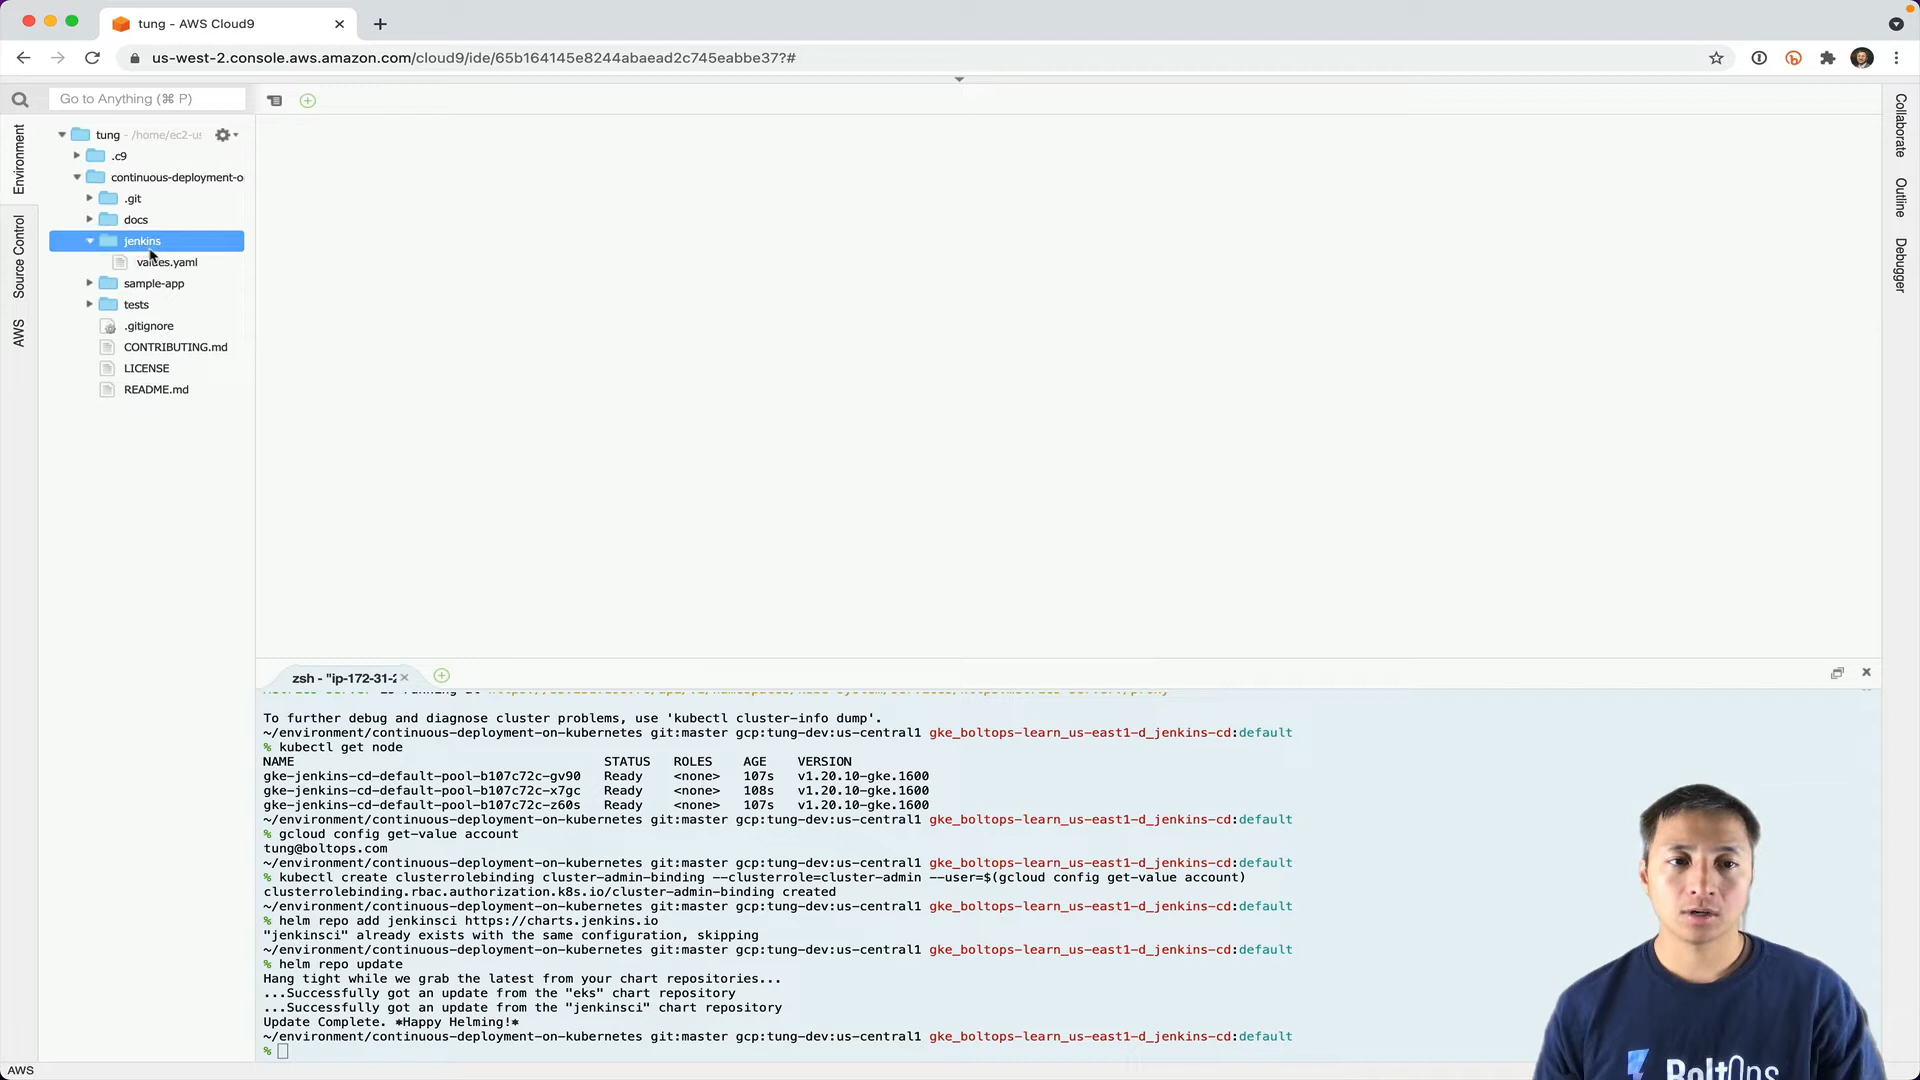 tung - AWS Cloud9
us-west-2.console.aws.amazon.com/cloud9/ide/65b164145e8244abaead2c745eabbe37?#
Go to Anything (⌘ P)
Environment
Source Control
AWS
Collaborate
Outline
Debugger
tung - /home/ec2-us
.c9
continuous-deployment-o
.git
docs
jenkins
values.yaml
sample-app
tests
.gitignore
CONTRIBUTING.md
LICENSE
README.md
zsh - "ip-172-31-2
To further debug and diagnose cluster problems, use 'kubectl cluster-info dump'.
~/environment/continuous-deployment-on-kubernetes git:master gcp:tung-dev:us-central1 gke_boltops-learn_us-east1-d_jenkins-cd:default
% kubectl get node
NAME STATUS ROLES AGE VERSION
gke-jenkins-cd-default-pool-b107c72c-gv90 Ready <none> 107s v1.20.10-gke.1600
gke-jenkins-cd-default-pool-b107c72c-x7gc Ready <none> 108s v1.20.10-gke.1600
gke-jenkins-cd-default-pool-b107c72c-z60s Ready <none> 107s v1.20.10-gke.1600
~/environment/continuous-deployment-on-kubernetes git:master gcp:tung-dev:us-central1 gke_boltops-learn_us-east1-d_jenkins-cd:default
% gcloud config get-value account
tung@boltops.com
~/environment/continuous-deployment-on-kubernetes git:master gcp:tung-dev:us-central1 gke_boltops-learn_us-east1-d_jenkins-cd:default
% kubectl create clusterrolebinding cluster-admin-binding --clusterrole=cluster-admin --user=$(gcloud config get-value account)
clusterrolebinding.rbac.authorization.k8s.io/cluster-admin-binding created
~/environment/continuous-deployment-on-kubernetes git:master gcp:tung-dev:us-central1 gke_boltops-learn_us-east1-d_jenkins-cd:default
% helm repo add jenkinsci https://charts.jenkins.io
"jenkinsci" already exists with the same configuration, skipping
~/environment/continuous-deployment-on-kubernetes git:master gcp:tung-dev:us-central1 gke_boltops-learn_us-east1-d_jenkins-cd:default
% helm repo update
Hang tight while we grab the latest from your chart repositories...
...Successfully got an update from the "eks" chart repository
...Successfully got an update from the "jenkinsci" chart repository
Update Complete. *Happy Helming!*
~/environment/continuous-deployment-on-kubernetes git:master gcp:tung-dev:us-central1 gke_boltops-learn_us-east1-d_jenkins-cd:default
%
AWS
BoltOps